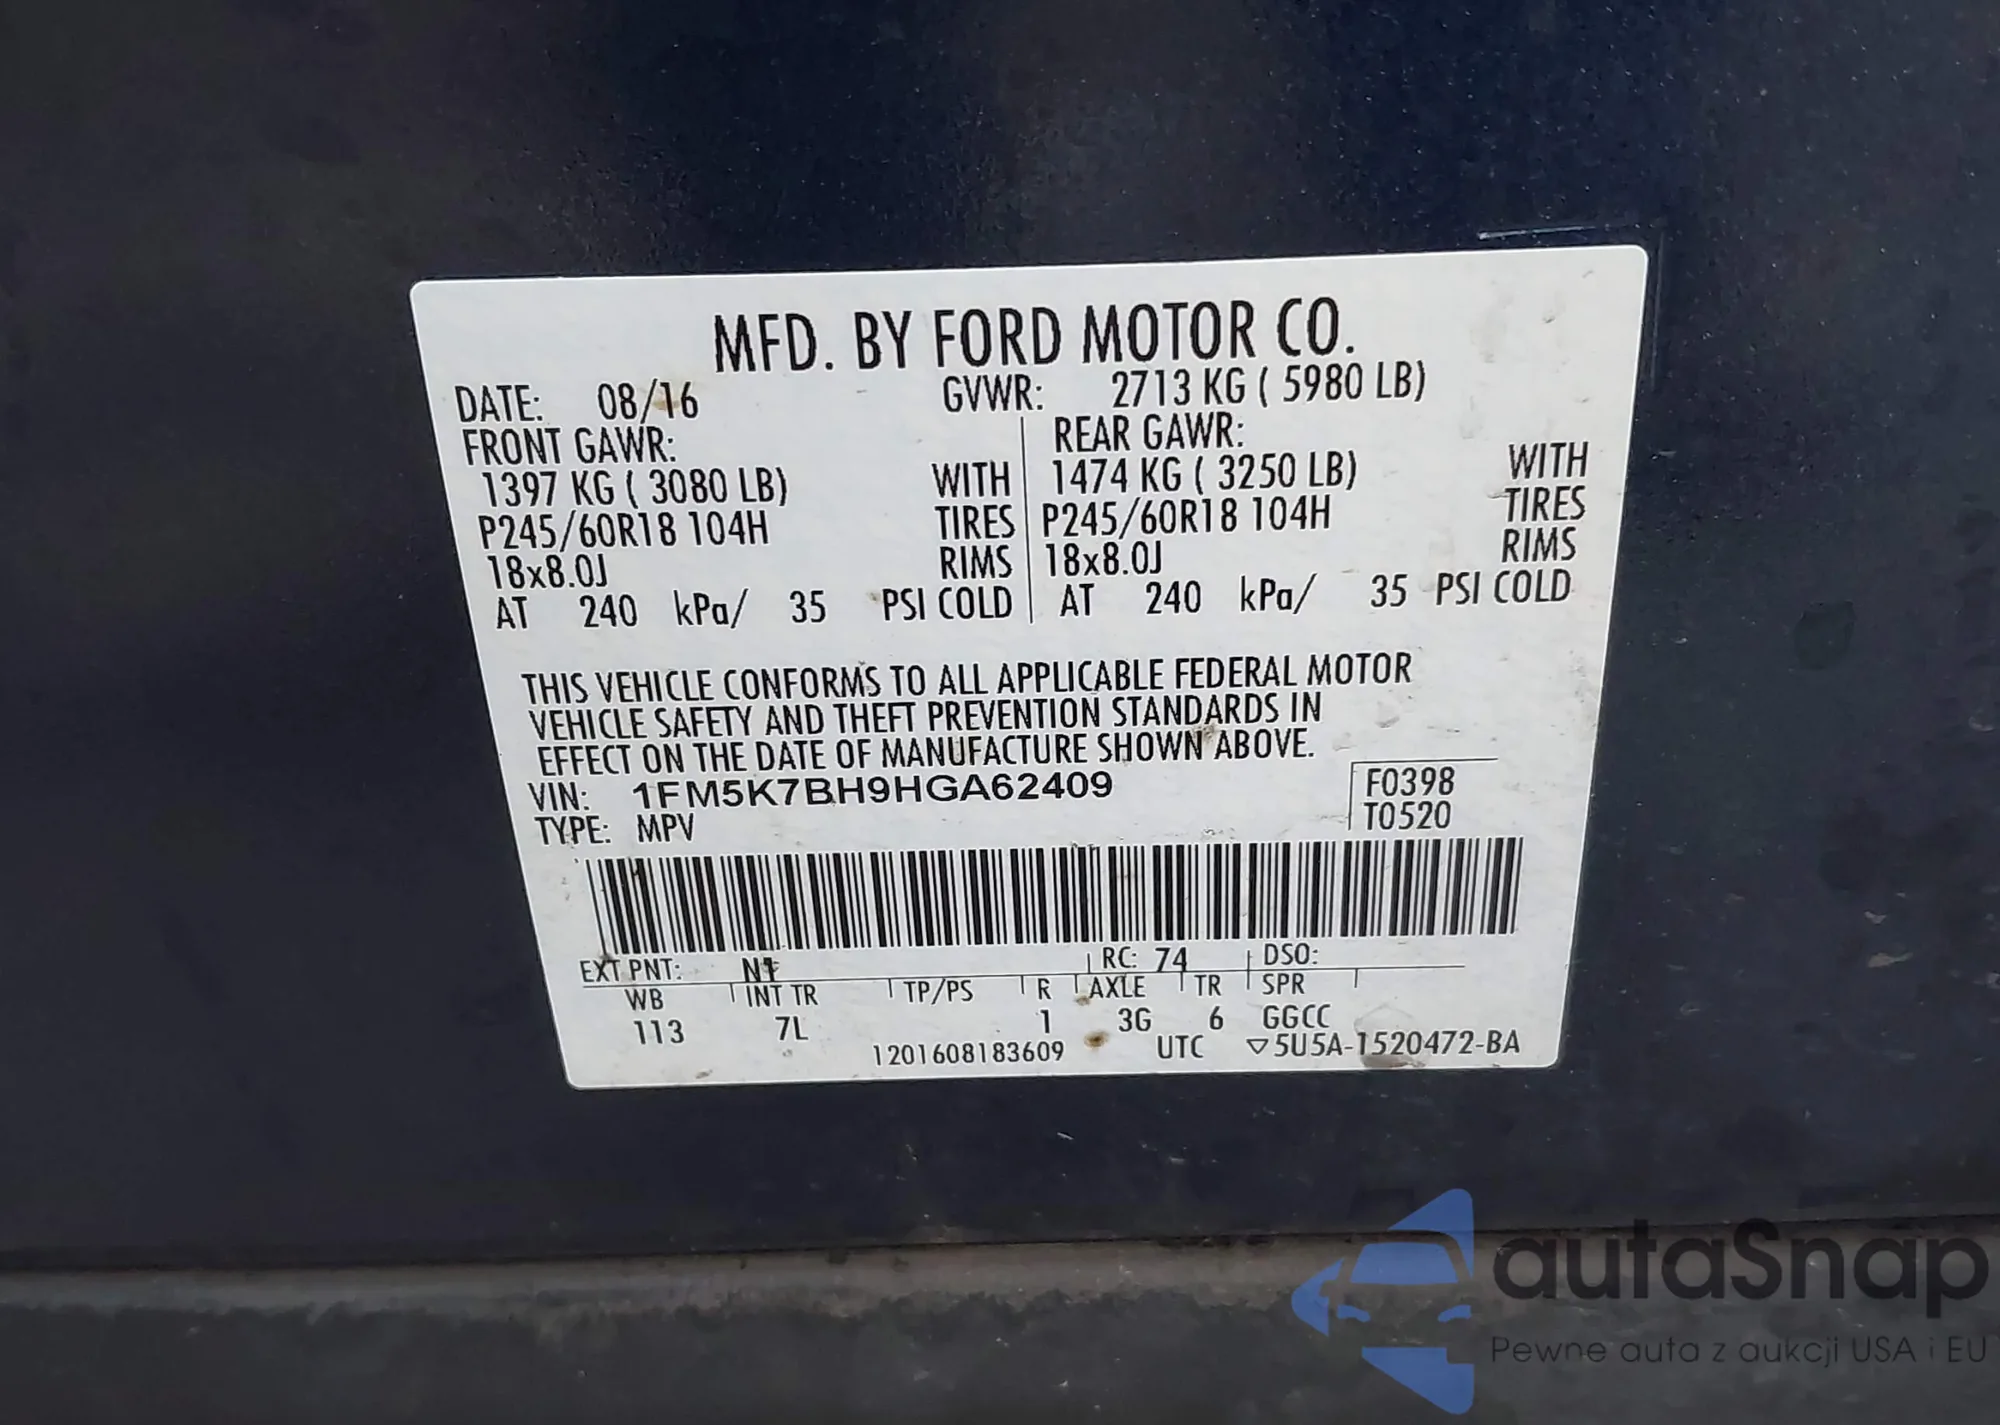 MFD. BY FORD MOTOR CO.
DATE: 08/16 GVWR: 2713 KG ( 5980 LB)
FRONT GAWR: REAR GAWR:
1397 KG ( 3080 LB) WITH 1474 KG ( 3250 LB) WITH
P245/60R18 104H TIRES P245/60R18 104H TIRES
18x8.0J RIMS 18x8.0J RIMS
AT 240 kPa/ 35 PSI COLD AT 240 kPa/ 35 PSI COLD
THIS VEHICLE CONFORMS TO ALL APPLICABLE FEDERAL MOTOR
VEHICLE SAFETY AND THEFT PREVENTION STANDARDS IN
EFFECT ON THE DATE OF MANUFACTURE SHOWN ABOVE.
VIN: 1FM5K7BH9HGA62409 F0398
TYPE: MPV T0520
EXT PNT: N1 RC: 74 DSO:
WB INT TR TP/PS R AXLE TR SPR
113 7L 1 3G 6 GGCC
1201608183609 UTC ▽5U5A-1520472-BA
autaSnap
Pewne auta z aukcji USA i EU